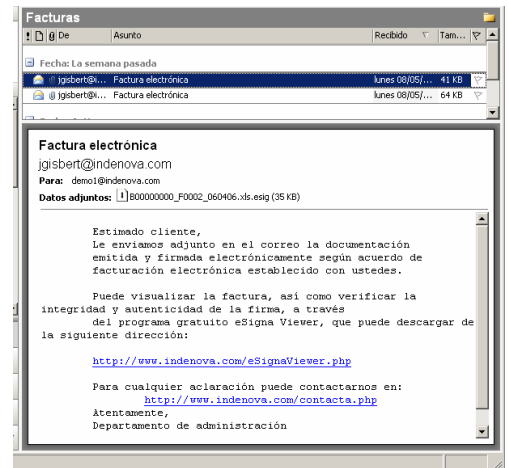 Facturas
! De Asunto Recibido Tam...
Fecha: La semana pasada
jgisbert@i... Factura electrónica lunes 08/05/... 41 KB
jgisbert@i... Factura electrónica lunes 08/05/... 64 KB
Factura electrónica
jgisbert@indenova.com
Para: demo1@indenova.com
Datos adjuntos: B00000000_F0002_060406.xls.esig (35 KB)
Estimado cliente,
Le enviamos adjunto en el correo la documentación
emitida y firmada electrónicamente según acuerdo de
facturación electrónica establecido con ustedes.
Puede visualizar la factura, así como verificar la
integridad y autenticidad de la firma, a través
del programa gratuito eSigna Viewer, que puede descargar de
la siguiente dirección:
http://www.indenova.com/eSignaViewer.php
Para cualquier aclaración puede contactarnos en:
http://www.indenova.com/contacta.php
Atentamente,
Departamento de administración